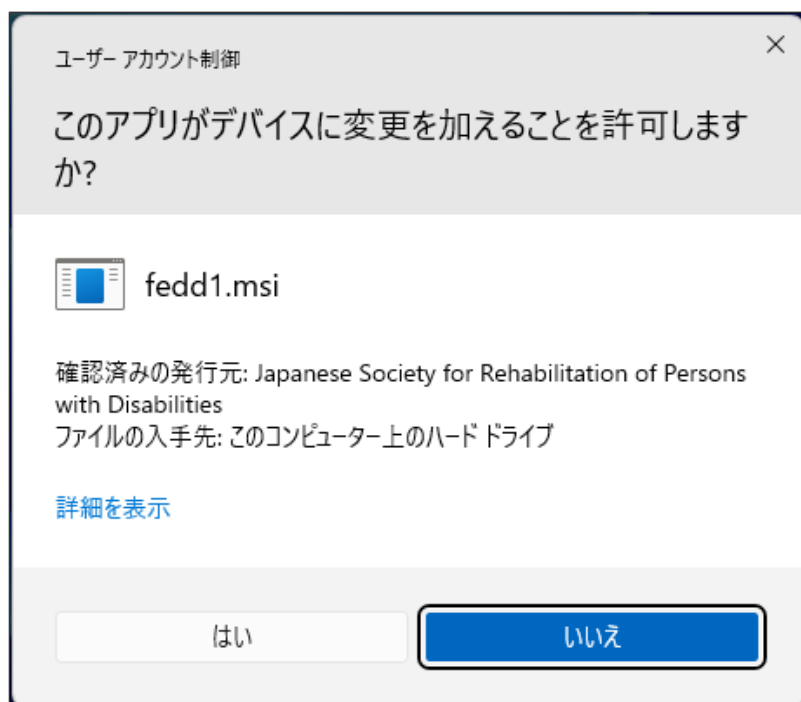 ユーザー アカウント制御
このアプリがデバイスに変更を加えることを許可します
か?
fedd1.msi
確認済みの発行元: Japanese Society for Rehabilitation of Persons
with Disabilities
ファイルの入手先: このコンピューター上のハード ドライブ
詳細を表示
はい
いいえ